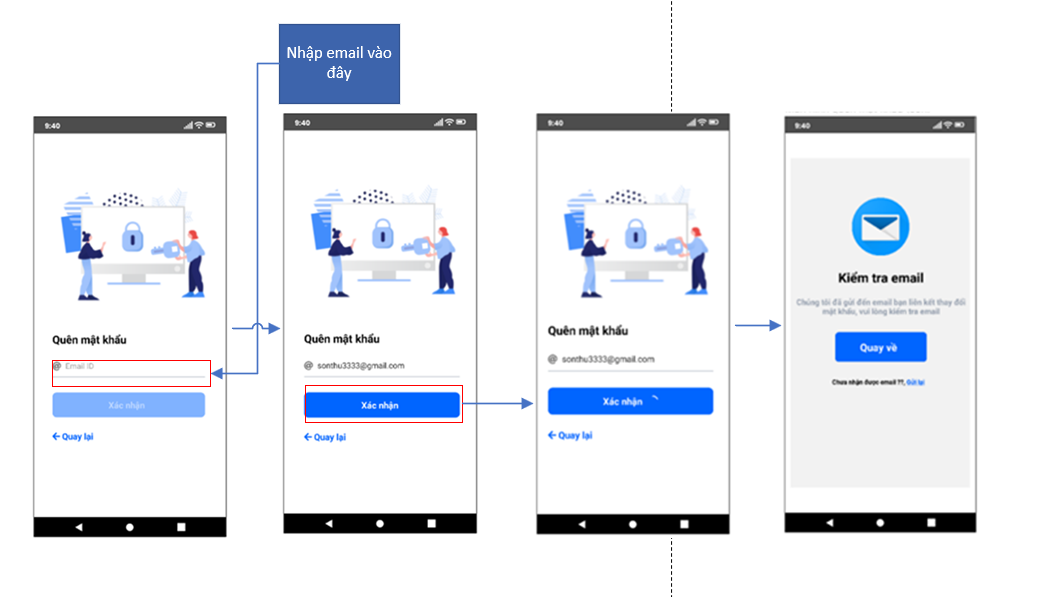 Nhập email vào
đây
9:40
Quên mật khẩu
@ Email ID
Xác nhận
← Quay lại
9:40
Quên mật khẩu
@ sonthu3333@gmail.com
Xác nhận
← Quay lại
9:40
Quên mật khẩu
@ sonthu3333@gmail.com
Xác nhận
← Quay lại
9:40
Kiểm tra email
Chúng tôi đã gửi đến email bạn liên kết thay đổi
mật khẩu, vui lòng kiểm tra email
Quay về
Chưa nhận được email ??, Gửi lại